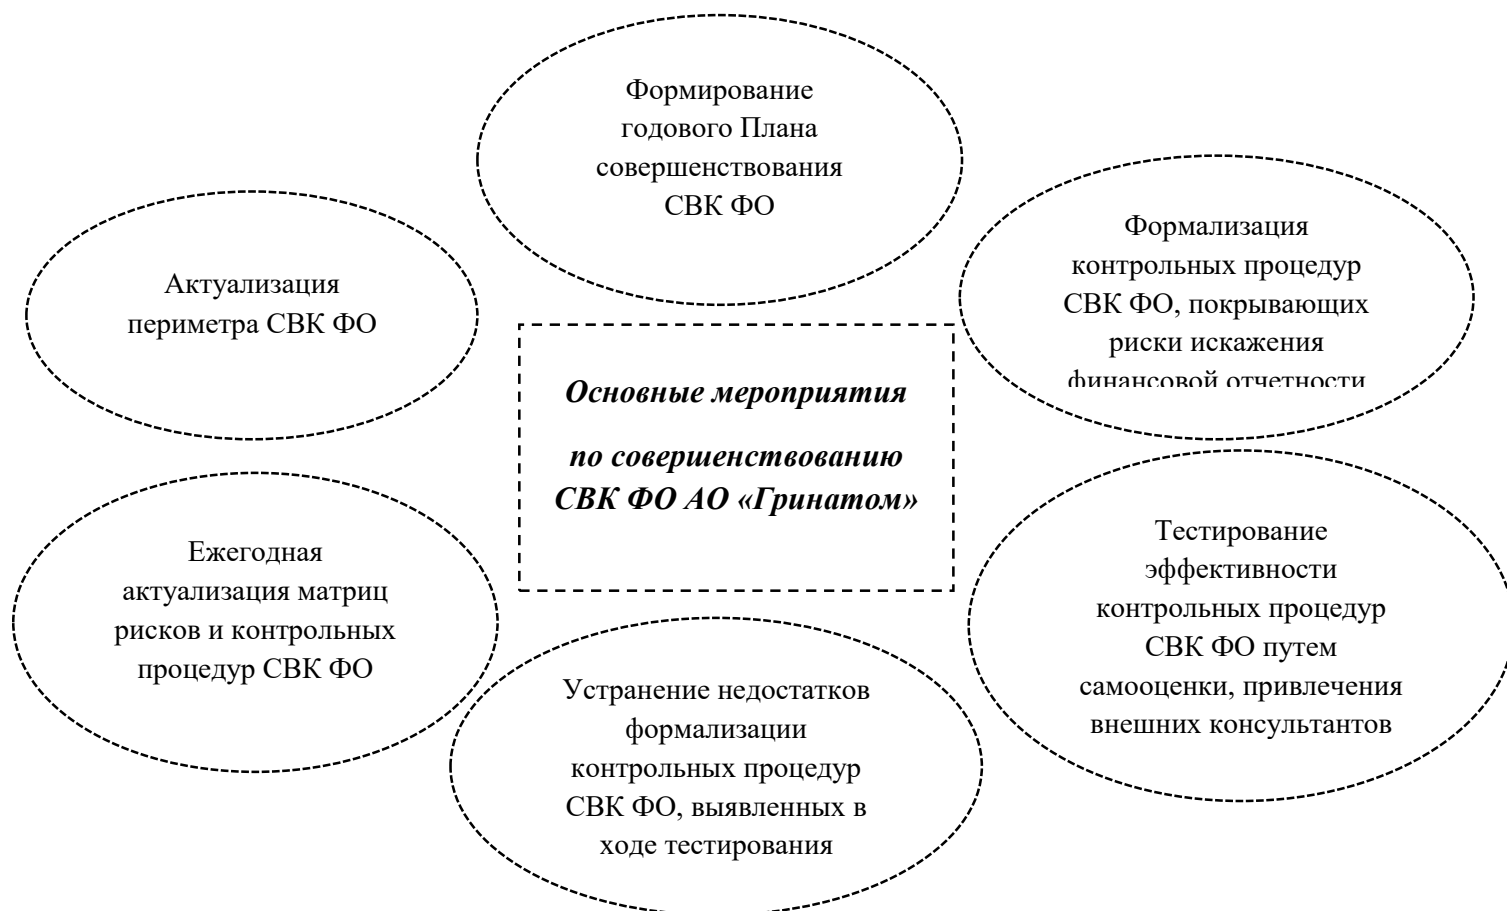 Формирование
годового Плана
совершенствования
СВК ФО
Формализация
контрольных процедур
СВК ФО, покрывающих
риски искажения
финансовой отчетности
Актуализация
периметра СВК ФО
Основные мероприятия
по совершенствованию
СВК ФО АО «Гринатом»
Тестирование
эффективности
контрольных процедур
СВК ФО путем
самооценки, привлечения
внешних консультантов
Ежегодная
актуализация матриц
рисков и контрольных
процедур СВК ФО
Устранение недостатков
формализации
контрольных процедур
СВК ФО, выявленных в
ходе тестирования